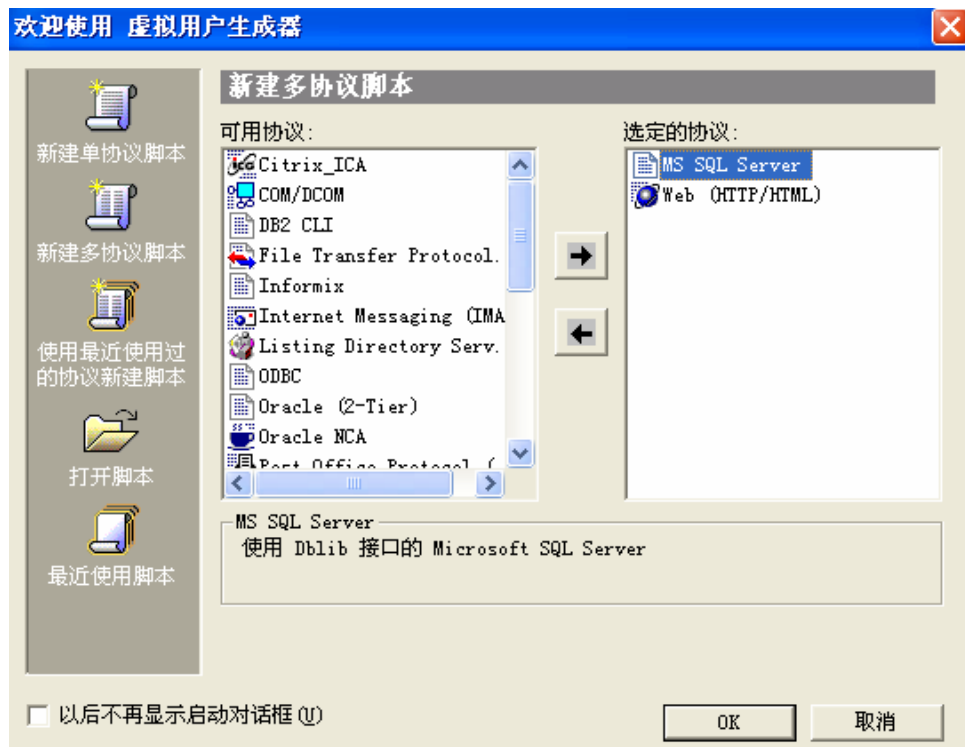 欢迎使用 虚拟用户生成器
新建单协议脚本
新建多协议脚本
使用最近使用过
的协议新建脚本
打开脚本
最近使用脚本
新建多协议脚本
可用协议:
Citrix_ICA
COM/DCOM
DB2 CLI
File Transfer Protocol.
Informix
Internet Messaging (IMA
Listing Directory Serv.
ODBC
Oracle (2-Tier)
Oracle NCA
Post Office Protocol (
选定的协议:
MS SQL Server
Web (HTTP/HTML)
MS SQL Server
使用 Dblib 接口的 Microsoft SQL Server
以后不再显示启动对话框(U)
OK
取消